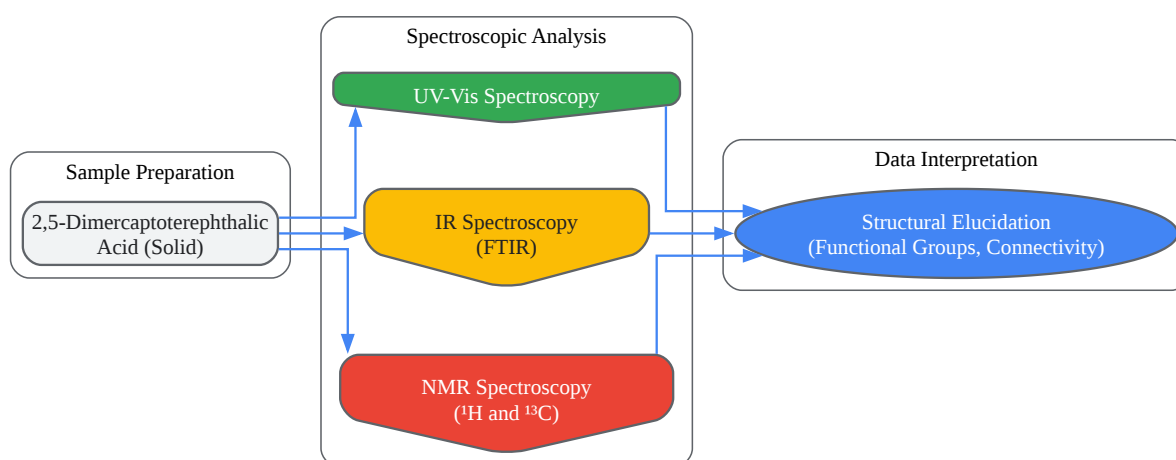 Sample Preparation
2,5-Dimercaptoterephthalic
Acid (Solid)
Spectroscopic Analysis
UV-Vis Spectroscopy
IR Spectroscopy
(FTIR)
NMR Spectroscopy
(¹H and ¹³C)
Data Interpretation
Structural Elucidation
(Functional Groups, Connectivity)